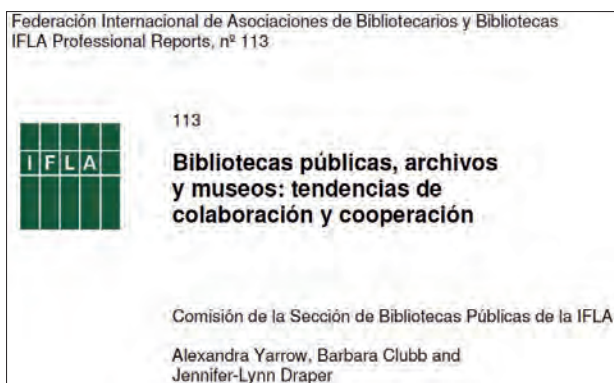 Federación Internacional de Asociaciones de Bibliotecarios y Bibliotecas
IFLA Professional Reports, nº 113
113
IFLA
Bibliotecas públicas, archivos
y museos: tendencias de
colaboración y cooperación
Comisión de la Sección de Bibliotecas Públicas de la IFLA
Alexandra Yarrow, Barbara Clubb and
Jennifer-Lynn Draper